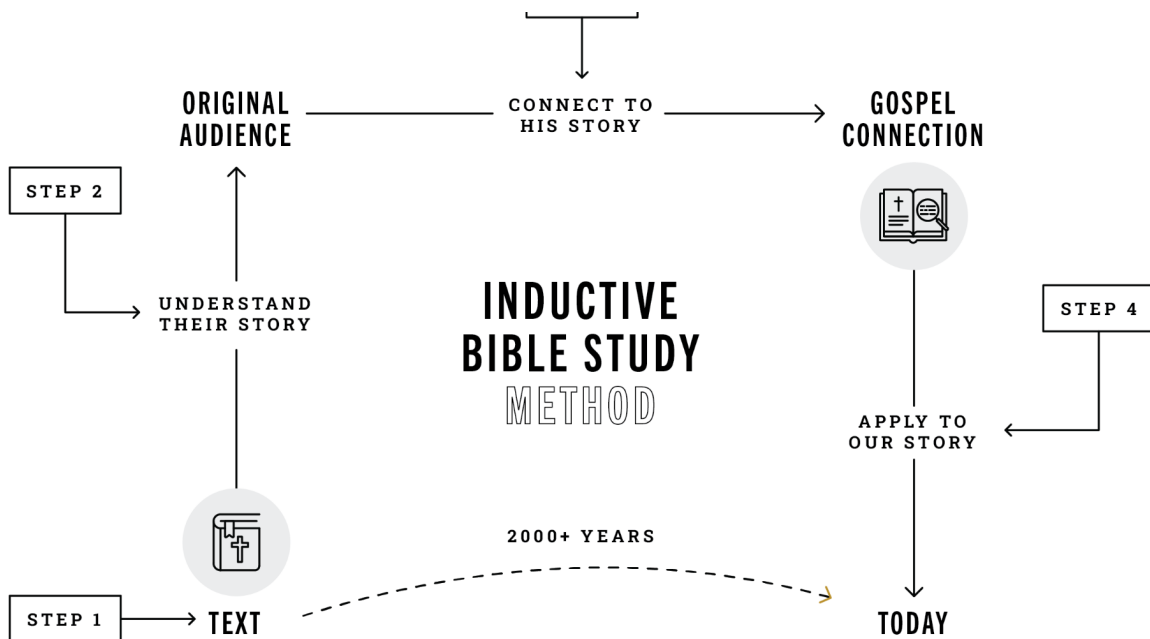 ORIGINAL
AUDIENCE
CONNECT TO
HIS STORY
GOSPEL
CONNECTION
STEP 2
UNDERSTAND
THEIR STORY
INDUCTIVE
BIBLE STUDY
METHOD
STEP 4
APPLY TO
OUR STORY
2000+ YEARS
STEP 1
TEXT
TODAY